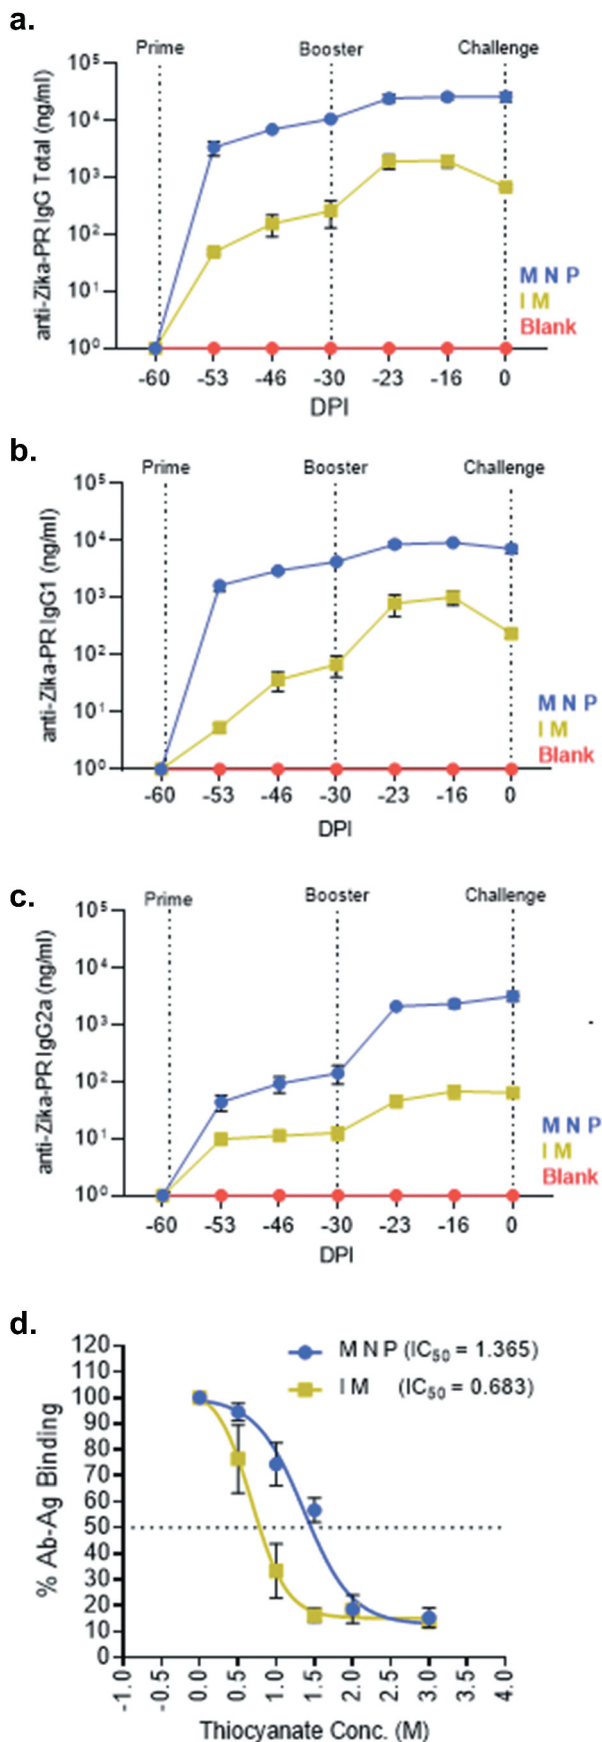 a.
Prime Booster Challenge
anti-Zika-PR IgG Total (ng/ml)
10⁵
10⁴
10³
10²
10¹
10⁰
M N P
I M
Blank
-60 -53 -46 -30 -23 -16 0
DPI
b.
Prime Booster Challenge
anti-Zika-PR IgG1 (ng/ml)
10⁵
10⁴
10³
10²
10¹
10⁰
M N P
I M
Blank
-60 -53 -46 -30 -23 -16 0
DPI
c.
Prime Booster Challenge
anti-Zika-PR IgG2a (ng/ml)
10⁵
10⁴
10³
10²
10¹
10⁰
M N P
I M
Blank
-60 -53 -46 -30 -23 -16 0
DPI
d.
M N P (IC₅₀ = 1.365)
I M (IC₅₀ = 0.683)
% Ab-Ag Binding
120
110
100
90
80
70
60
50
40
30
20
10
0
-1.0 0.0 0.5 1.0 1.5 2.0 2.5 3.0 3.5 4.0
Thiocyanate Conc. (M)